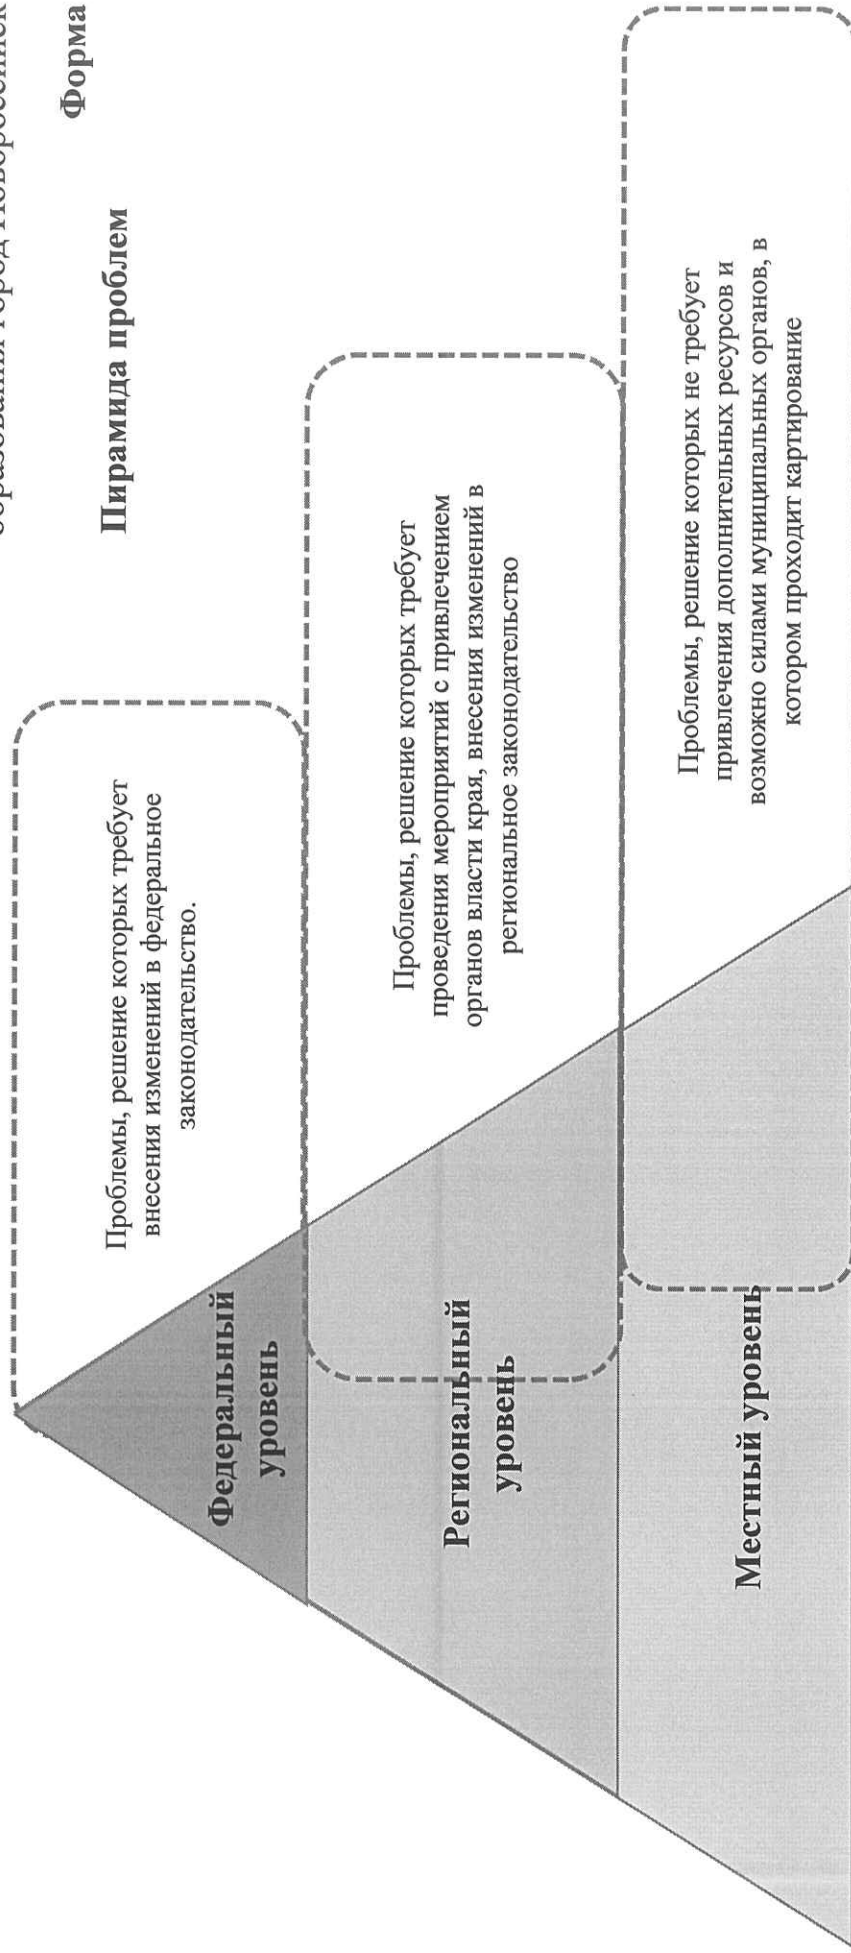 образования город Новороссийск
Форма
Пирамида проблем
Проблемы, решение которых требует
внесения изменений в федеральное
законодательство.
Федеральный
уровень
Проблемы, решение которых требует
проведения мероприятий с привлечением
органов власти края, внесения изменений в
региональное законодательство
Региональный
уровень
Проблемы, решение которых не требует
привлечения дополнительных ресурсов и
возможно силами муниципальных органов, в
котором проходит картирование
Местный уровень